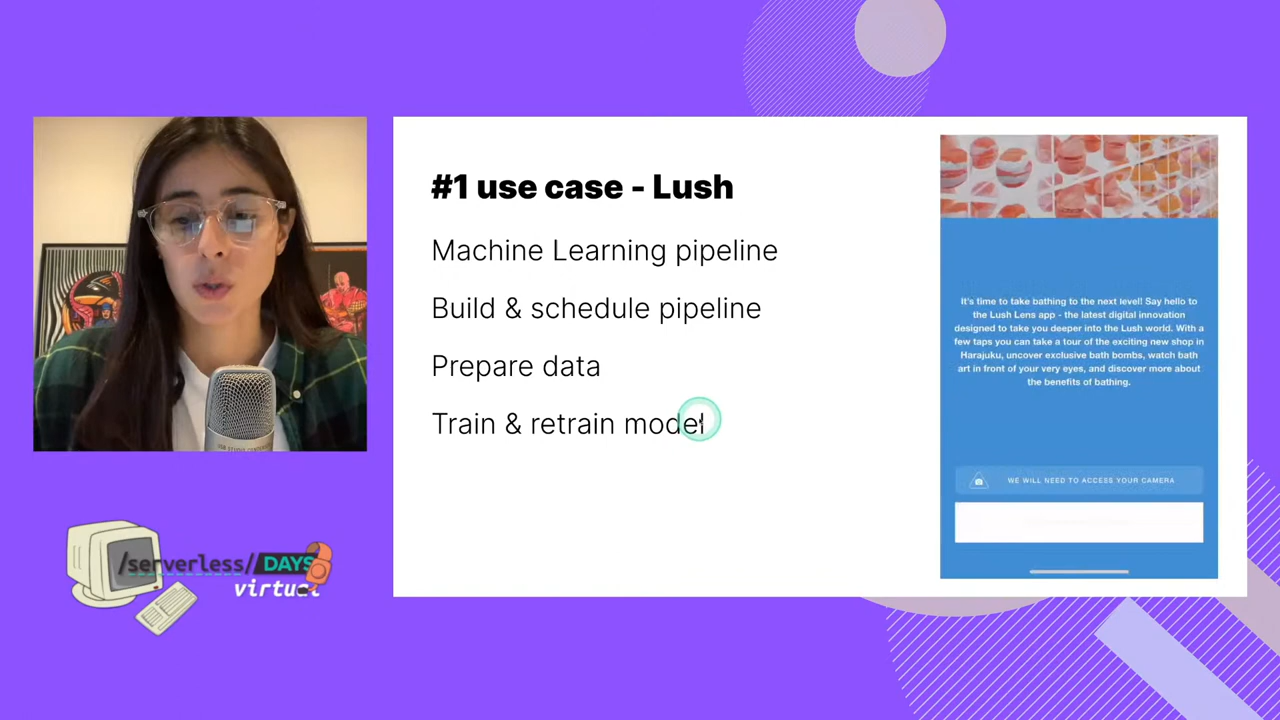 #1 use case - Lush
Machine Learning pipeline
Build & schedule pipeline
Prepare data
Train & retrain model
It's time to take bathing to the next level! Say hello to
the Lush Lens app - the latest digital innovation
designed to take you deeper into the Lush world. With a
few taps you can take a tour of the exciting new shop in
Harajuku, uncover exclusive bath bombs, watch bath
art in front of your very eyes, and discover more about
the benefits of bathing.
WE WILL NEED TO ACCESS YOUR CAMERA
/serverless/DAYS
virtual